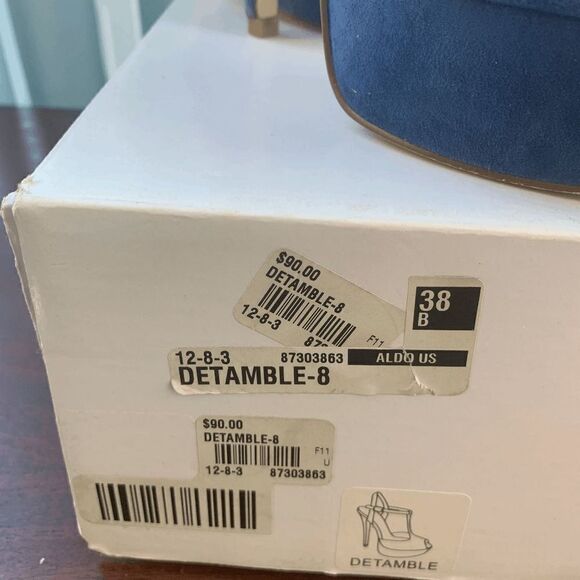 $90.00
DETAMBLE-8
12-8-3 873
F11
38
B
12-8-3 87303863 ALDO US
DETAMBLE-8
$90.00
DETAMBLE-8
F11
U
12-8-3 87303863
DETAMBLE